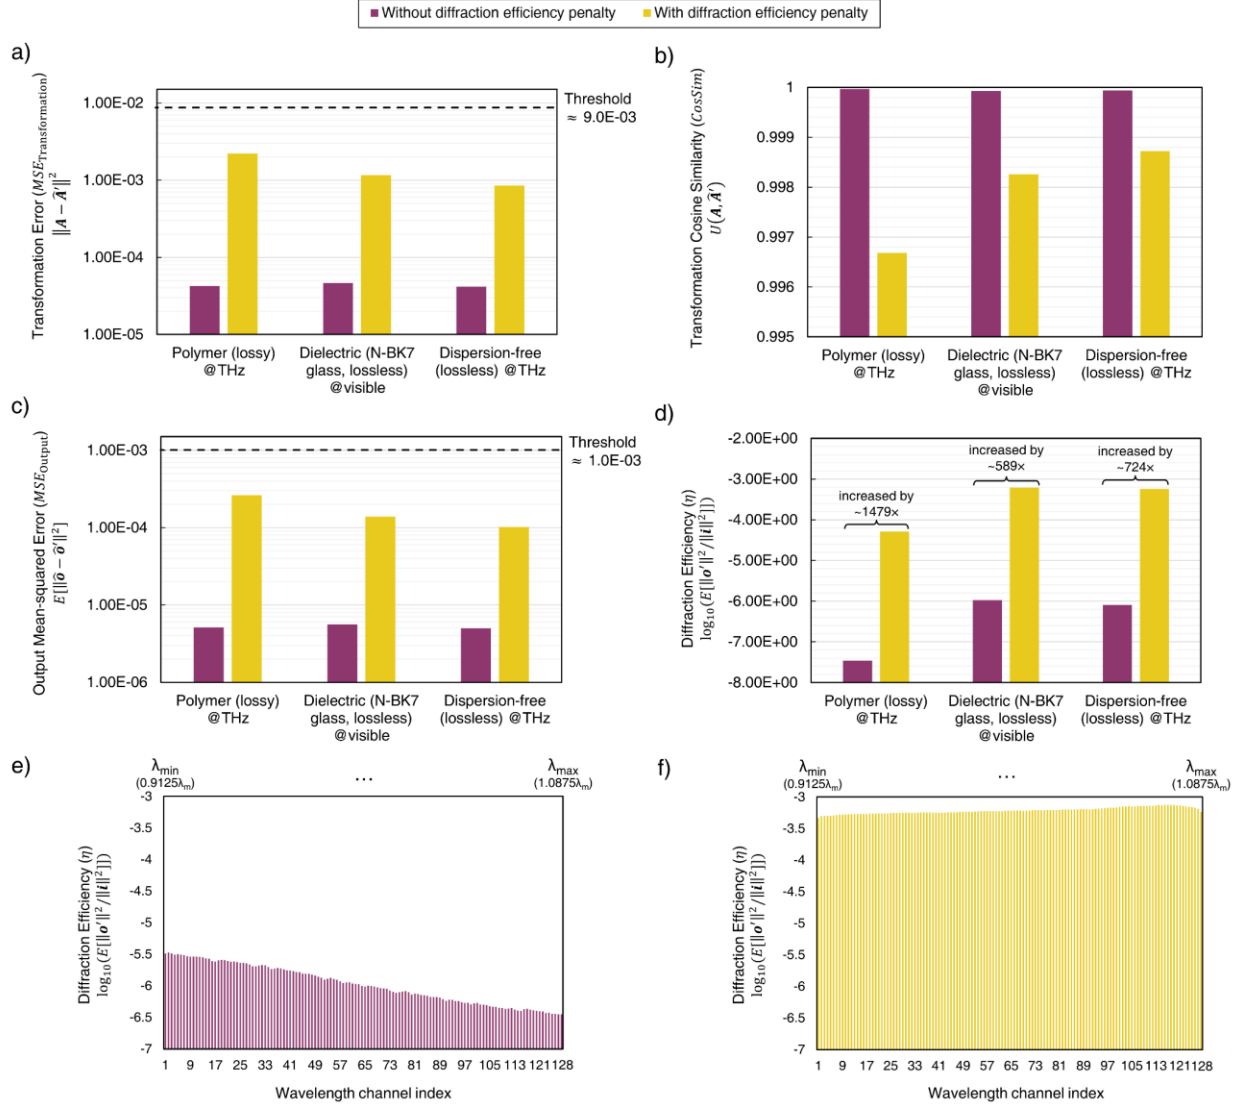 Without diffraction efficiency penalty With diffraction efficiency penalty
a)
Transformation Error (MSE_Transformation)
‖A − Â′‖²
1.00E-02
1.00E-03
1.00E-04
1.00E-05
Threshold
≈ 9.0E-03
Polymer (lossy)
@THz
Dielectric (N-BK7
glass, lossless)
@visible
Dispersion-free
(lossless) @THz
b)
Transformation Cosine Similarity (CosSim)
U(A, Â′)
1
0.999
0.998
0.997
0.996
0.995
Polymer (lossy)
@THz
Dielectric (N-BK7
glass, lossless)
@visible
Dispersion-free
(lossless) @THz
c)
Output Mean-squared Error (MSE_Output)
E[‖ô − ô′‖²]
1.00E-03
1.00E-04
1.00E-05
1.00E-06
Threshold
≈ 1.0E-03
Polymer (lossy)
@THz
Dielectric (N-BK7
glass, lossless)
@visible
Dispersion-free
(lossless) @THz
d)
Diffraction Efficiency (η)
log₁₀(E[‖o′‖²/‖i‖²]])
-2.00E+00
-3.00E+00
-4.00E+00
-5.00E+00
-6.00E+00
-7.00E+00
-8.00E+00
increased by
~1479×
increased by
~589×
increased by
~724×
Polymer (lossy)
@THz
Dielectric (N-BK7
glass, lossless)
@visible
Dispersion-free
(lossless) @THz
e)
λmin
(0.9125λm)
...
λmax
(1.0875λm)
Diffraction Efficiency (η)
log₁₀(E[‖o′‖²/‖i‖²]])
-3
-3.5
-4
-4.5
-5
-5.5
-6
-6.5
-7
1 9 17 25 33 41 49 57 65 73 81 89 97 105 113 121 128
Wavelength channel index
f)
λmin
(0.9125λm)
...
λmax
(1.0875λm)
Diffraction Efficiency (η)
log₁₀(E[‖o′‖²/‖i‖²]])
-3
-3.5
-4
-4.5
-5
-5.5
-6
-6.5
-7
1 9 17 25 33 41 49 57 65 73 81 89 97 105 113 121 128
Wavelength channel index